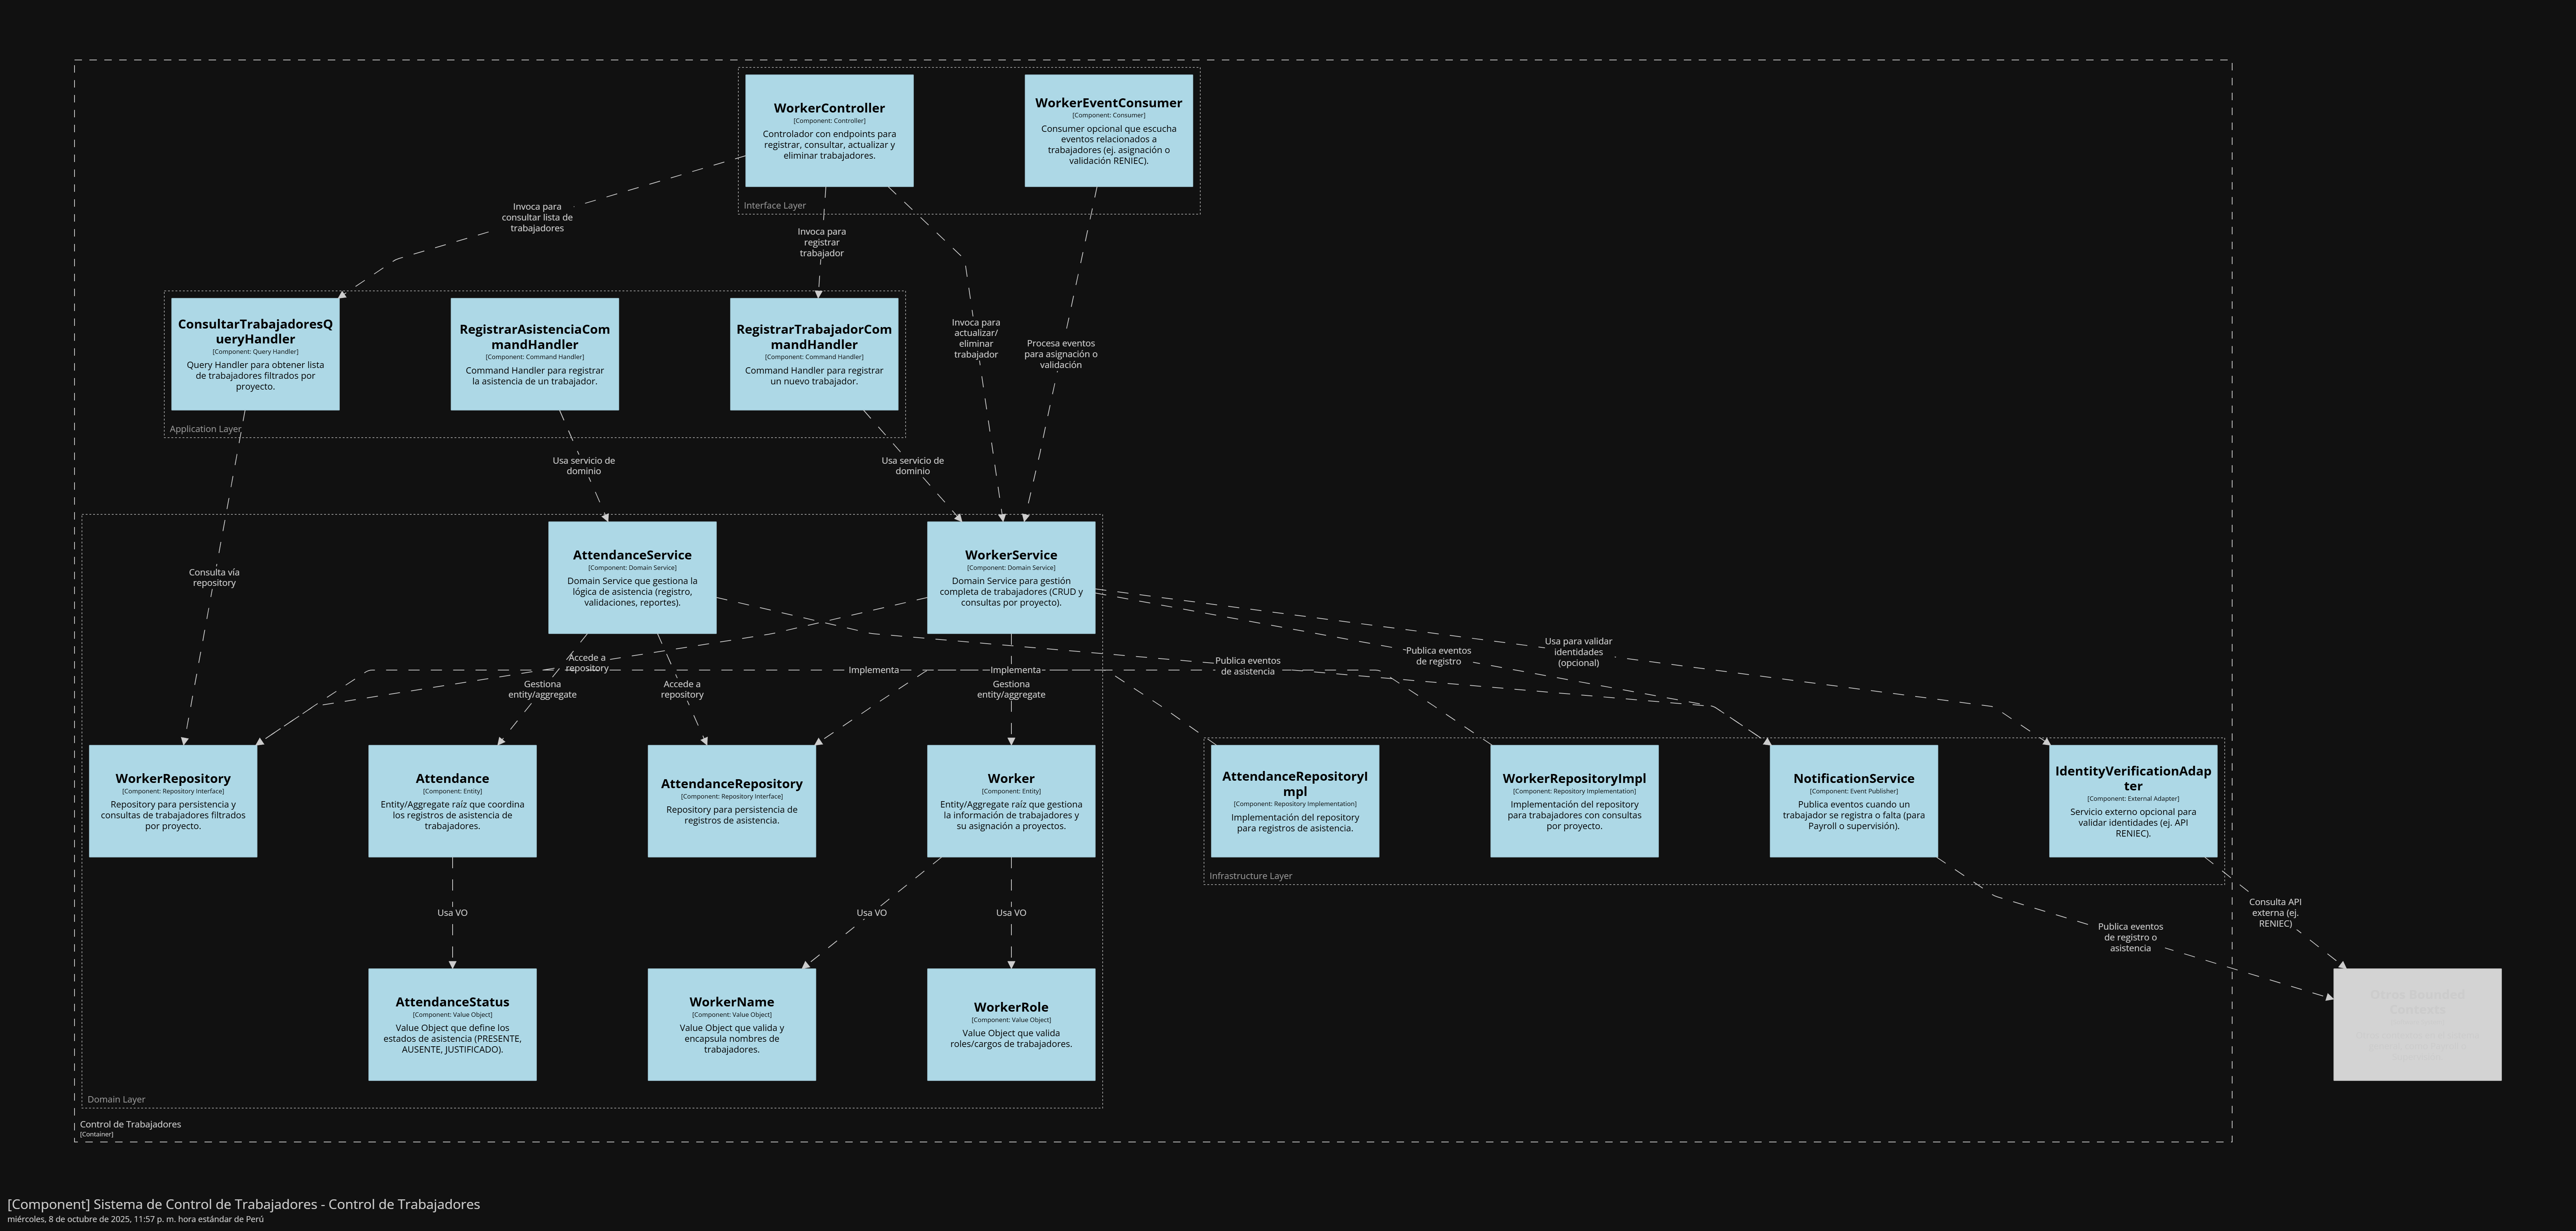 WorkerController
[Component: Controller]
Controlador con endpoints para
registrar, consultar, actualizar y
eliminar trabajadores.
WorkerEventConsumer
[Component: Consumer]
Consumer opcional que escucha
eventos relacionados a
trabajadores (ej. asignación o
validación RENIEC).
Interface Layer
Invoca para
consultar lista de
trabajadores
Invoca para
registrar
trabajador
Invoca para
actualizar/
eliminar
trabajador
Procesa eventos
para asignación o
validación
ConsultarTrabajadoresQ
ueryHandler
[Component: Query Handler]
Query Handler para obtener lista
de trabajadores filtrados por
proyecto.
RegistrarAsistenciaCom
mandHandler
[Component: Command Handler]
Command Handler para registrar
la asistencia de un trabajador.
RegistrarTrabajadorCom
mandHandler
[Component: Command Handler]
Command Handler para registrar
un nuevo trabajador.
Application Layer
Usa servicio de
dominio
Usa servicio de
dominio
Consulta vía
repository
AttendanceService
[Component: Domain Service]
Domain Service que gestiona la
lógica de asistencia (registro,
validaciones, reportes).
WorkerService
[Component: Domain Service]
Domain Service para gestión
completa de trabajadores (CRUD y
consultas por proyecto).
Accede a
repository
Gestiona
entity/aggregate
Accede a
repository
Implementa
Implementa
Gestiona
entity/aggregate
Publica eventos
de asistencia
Publica eventos
de registro
Usa para validar
identidades
(opcional)
WorkerRepository
[Component: Repository Interface]
Repository para persistencia y
consultas de trabajadores filtrados
por proyecto.
Attendance
[Component: Entity]
Entity/Aggregate raíz que coordina
los registros de asistencia de
trabajadores.
AttendanceRepository
[Component: Repository Interface]
Repository para persistencia de
registros de asistencia.
Worker
[Component: Entity]
Entity/Aggregate raíz que gestiona
la información de trabajadores y
su asignación a proyectos.
AttendanceRepositoryI
mpl
[Component: Repository Implementation]
Implementación del repository
para registros de asistencia.
WorkerRepositoryImpl
[Component: Repository Implementation]
Implementación del repository
para trabajadores con consultas
por proyecto.
NotificationService
[Component: Event Publisher]
Publica eventos cuando un
trabajador se registra o falta (para
Payroll o supervisión).
IdentityVerificationAdap
ter
[Component: External Adapter]
Servicio externo opcional para
validar identidades (ej. API
RENIEC).
Infrastructure Layer
Usa VO
Usa VO
Usa VO
Publica eventos
de registro o
asistencia
Consulta API
externa (ej.
RENIEC)
AttendanceStatus
[Component: Value Object]
Value Object que define los
estados de asistencia (PRESENTE,
AUSENTE, JUSTIFICADO).
WorkerName
[Component: Value Object]
Value Object que valida y
encapsula nombres de
trabajadores.
WorkerRole
[Component: Value Object]
Value Object que valida
roles/cargos de trabajadores.
Otros Bounded
Contexts
Domain Layer
Control de Trabajadores
[Container]
[Component] Sistema de Control de Trabajadores - Control de Trabajadores
miércoles, 8 de octubre de 2025, 11:57 p. m. hora estándar de Perú